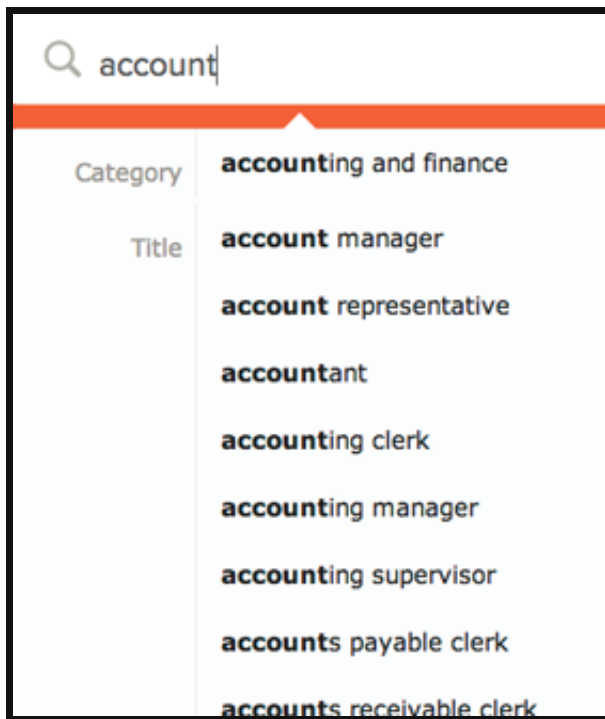 account
Category accounting and finance
Title account manager
account representative
accountant
accounting clerk
accounting manager
accounting supervisor
accounts payable clerk
accounts receivable clerk